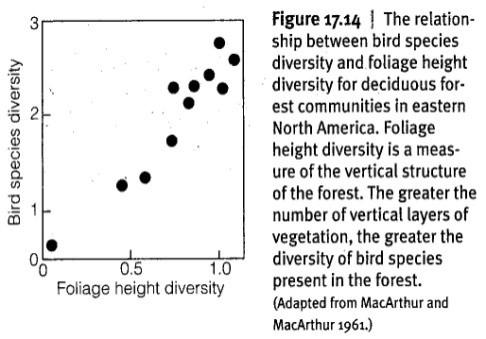 3
2
1
0
0
0.5
1.0
Bird species diversity
Foliage height diversity
Figure 17.14 | The relation-
ship between bird species
diversity and foliage height
diversity for deciduous for-
est communities in eastern
North America. Foliage
height diversity is a meas-
ure of the vertical structure
of the forest. The greater the
number of vertical layers of
vegetation, the greater the
diversity of bird species
present in the forest.
(Adapted from MacArthur and
MacArthur 1961.)